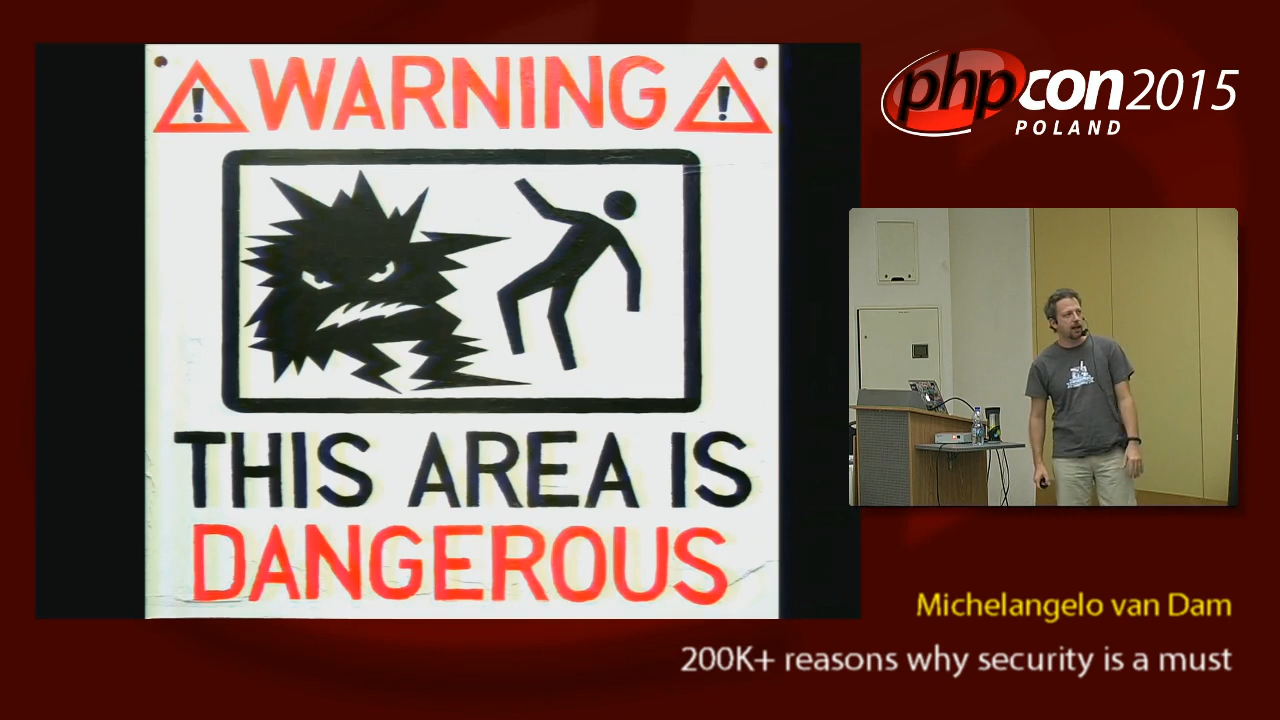 WARNING
THIS AREA IS
DANGEROUS
phpcon2015
POLAND
Michelangelo van Dam
200K+ reasons why security is a must